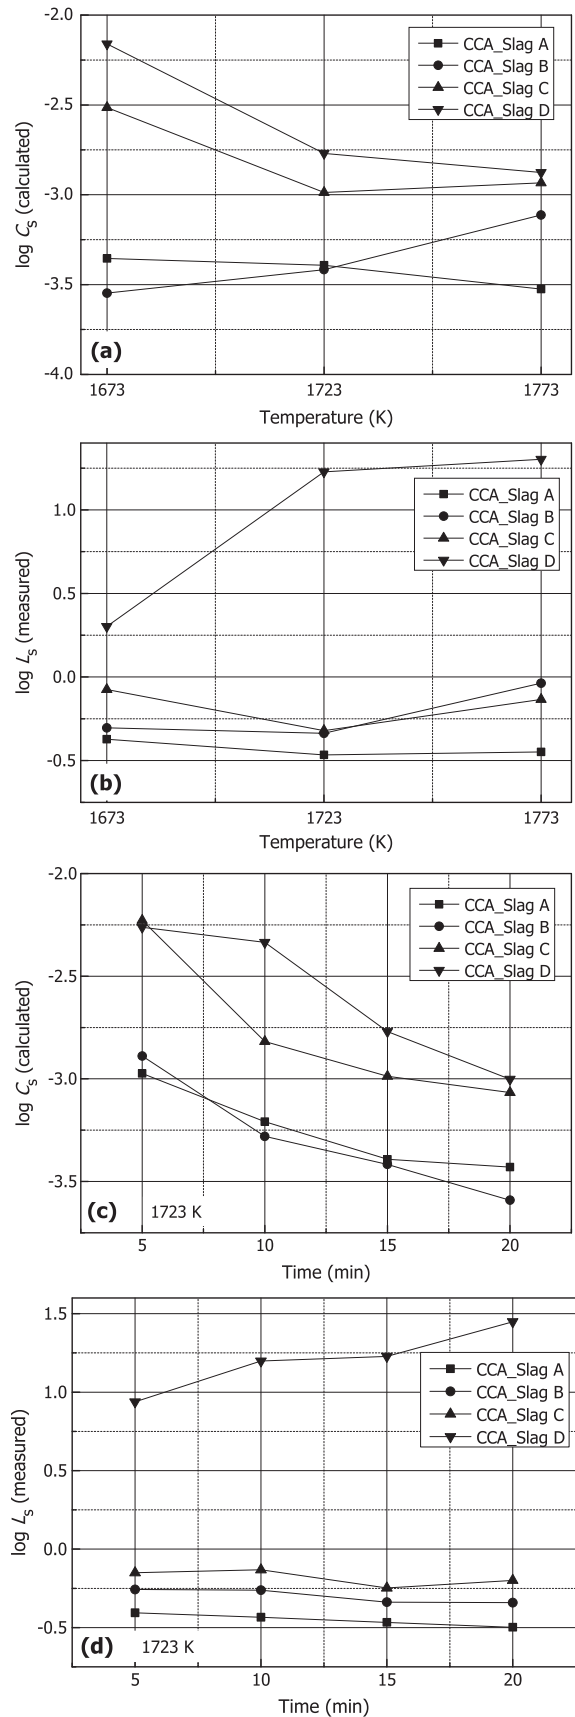 -2.0
-2.5
-3.0
-3.5
-4.0
log Cs (calculated)
CCA_Slag A
CCA_Slag B
CCA_Slag C
CCA_Slag D
(a)
1673 1723 1773
Temperature (K)
1.0
0.5
0.0
-0.5
log Ls (measured)
CCA_Slag A
CCA_Slag B
CCA_Slag C
CCA_Slag D
(b)
1673 1723 1773
Temperature (K)
-2.0
-2.5
-3.0
-3.5
log Cs (calculated)
CCA_Slag A
CCA_Slag B
CCA_Slag C
CCA_Slag D
(c) 1723 K
5 10 15 20
Time (min)
1.5
1.0
0.5
0.0
-0.5
log Ls (measured)
CCA_Slag A
CCA_Slag B
CCA_Slag C
CCA_Slag D
(d) 1723 K
5 10 15 20
Time (min)